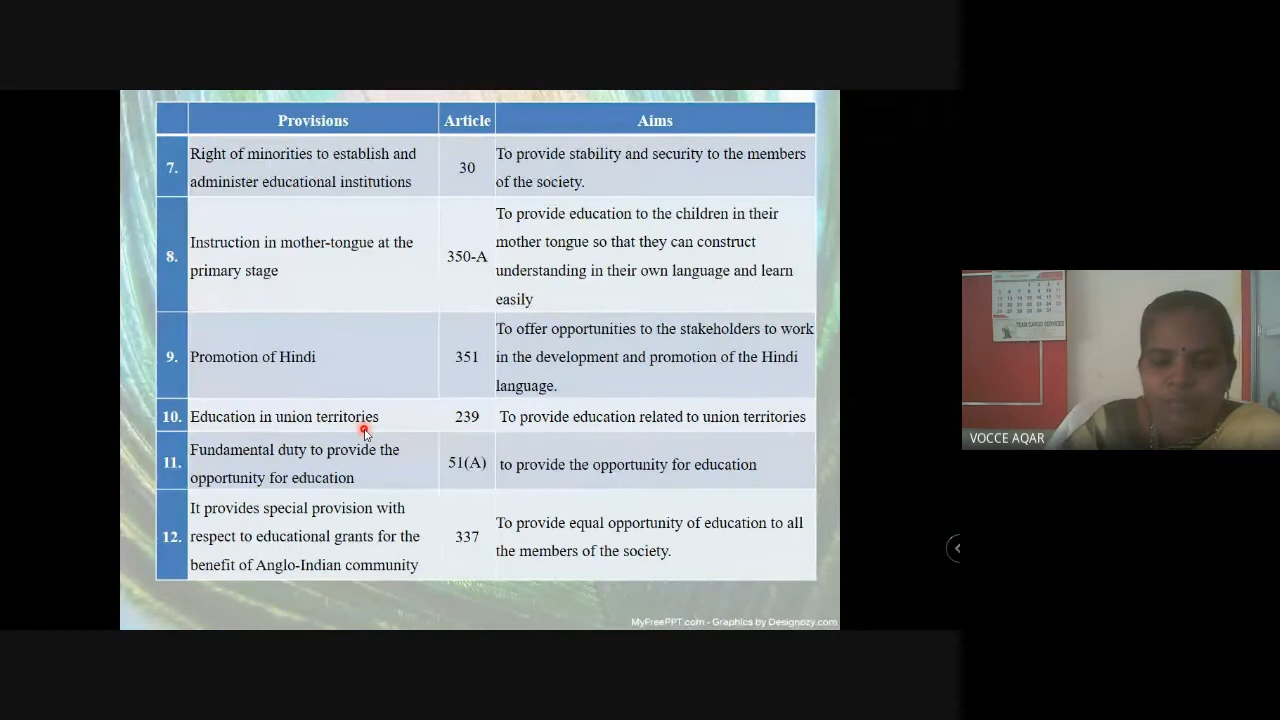 Provisions Article Aims
7. Right of minorities to establish and administer educational institutions 30 To provide stability and security to the members of the society.
8. Instruction in mother-tongue at the primary stage 350-A To provide education to the children in their mother tongue so that they can construct understanding in their own language and learn easily
9. Promotion of Hindi 351 To offer opportunities to the stakeholders to work in the development and promotion of the Hindi language.
10. Education in union territories 239 To provide education related to union territories
11. Fundamental duty to provide the opportunity for education 51(A) to provide the opportunity for education
12. It provides special provision with respect to educational grants for the benefit of Anglo-Indian community 337 To provide equal opportunity of education to all the members of the society.
MyFreePPT.com - Graphics by Designozy.com
TEAM CARGO SERVICES
VOCCE AQAR